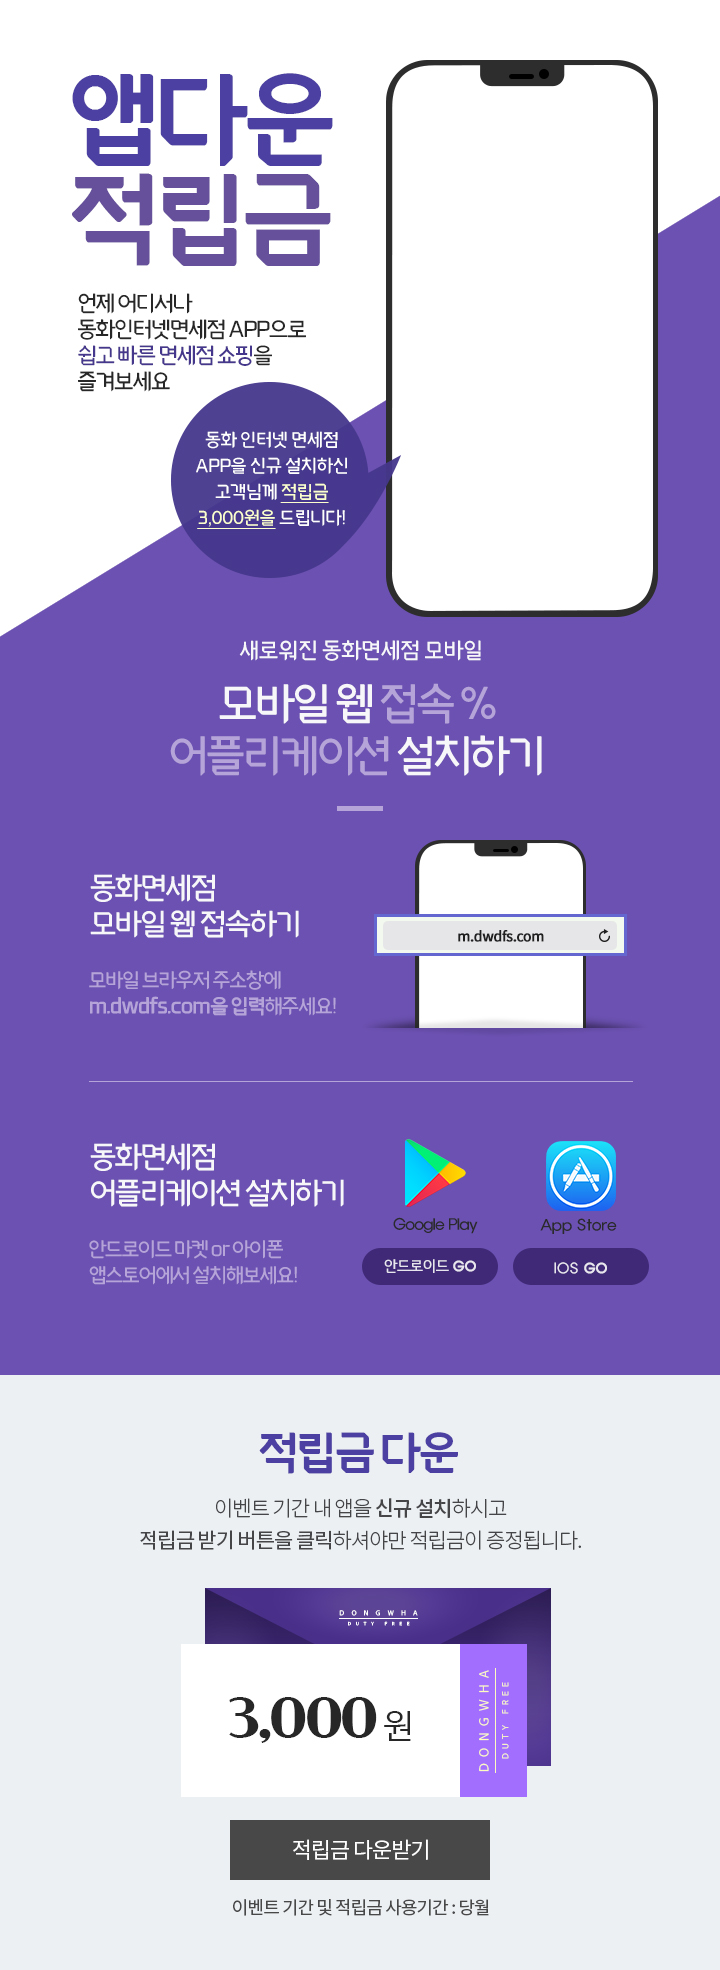 앱다운
적립금
언제 어디서나
동화인터넷면세점 APP으로
쉽고 빠른 면세점 쇼핑을
즐겨보세요
동화 인터넷 면세점
APP을 신규 설치하신
고객님께 적립금
3,000원을 드립니다!
새로워진 동화면세점 모바일
모바일 웹 접속 %
어플리케이션 설치하기
동화면세점
모바일 웹 접속하기
모바일 브라우저 주소창에
m.dwdfs.com을 입력해주세요!
m.dwdfs.com
동화면세점
어플리케이션 설치하기
안드로이드 마켓 or 아이폰
앱스토어에서 설치해보세요!
Google Play
App Store
안드로이드 GO
IOS GO
적립금 다운
이벤트 기간 내 앱을 신규 설치하시고
적립금 받기 버튼을 클릭하셔야만 적립금이 증정됩니다.
DONGWHA
DUTY FREE
3,000 원
DONGWHA
DUTY FREE
적립금 다운받기
이벤트 기간 및 적립금 사용기간 : 당월